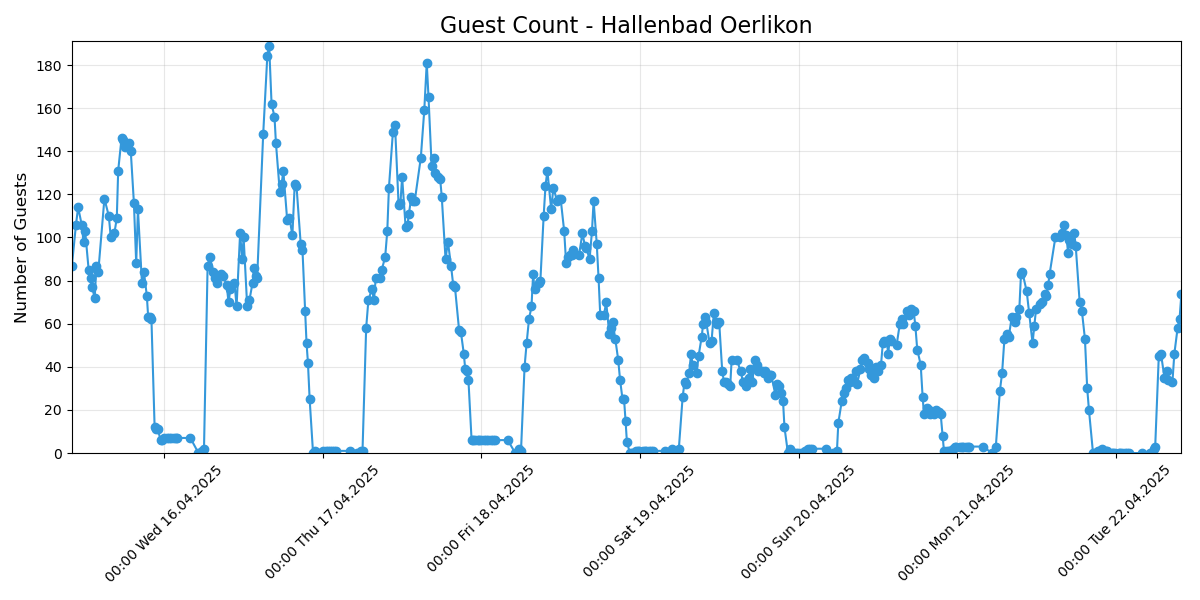 Guest Count - Hallenbad Oerlikon
Number of Guests
180
160
140
120
100
80
60
40
20
0
00:00 Wed 16.04.2025
00:00 Thu 17.04.2025
00:00 Fri 18.04.2025
00:00 Sat 19.04.2025
00:00 Sun 20.04.2025
00:00 Mon 21.04.2025
00:00 Tue 22.04.2025